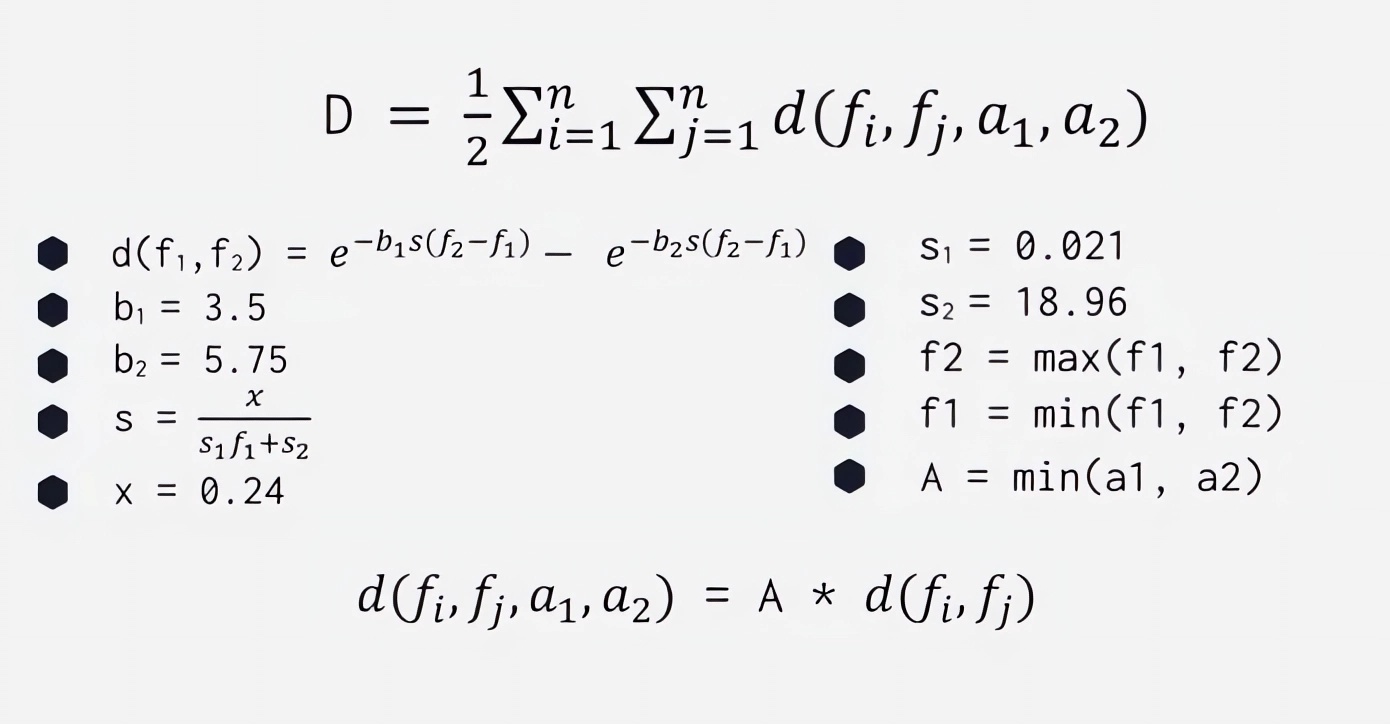 D = ½∑ⁿᵢ₌₁ ∑ⁿⱼ₌₁ d(fᵢ, fⱼ, a₁, a₂)
d(f₁,f₂) = e^{−b₁s(f₂−f₁)} − e^{−b₂s(f₂−f₁)}
b₁ = 3.5
b₂ = 5.75
s = x/(s₁f₁+s₂)
x = 0.24
s₁ = 0.021
s₂ = 18.96
f2 = max(f1, f2)
f1 = min(f1, f2)
A = min(a1, a2)
d(fᵢ, fⱼ, a₁, a₂) = A * d(fᵢ, fⱼ)